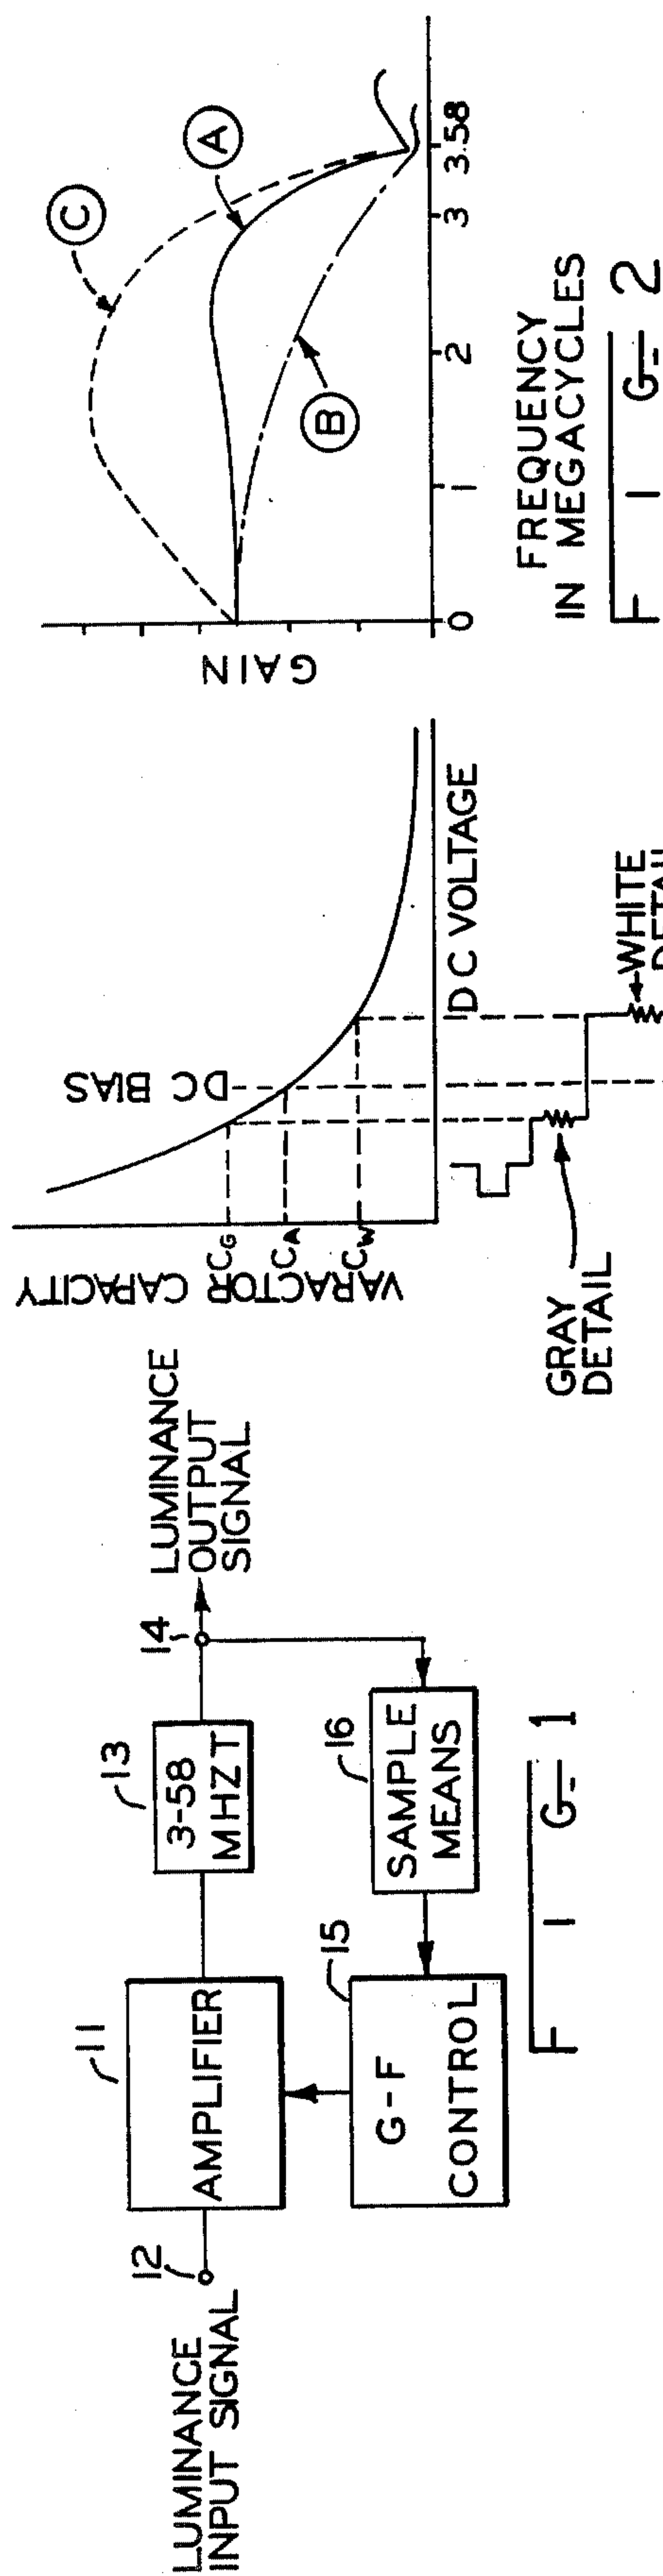 LUMINANCE
INPUT SIGNAL
12
11
AMPLIFIER
13
3-58
MHZ T
14
LUMINANCE
OUTPUT
SIGNAL
15
G-F
CONTROL
16
SAMPLE
MEANS
FIG-1
VARACTOR CAPACITY
CG
CA
CW
DC BIAS
DC VOLTAGE
GRAY
DETAIL
WHITE
DETAIL
GAIN
C
A
B
0
1
2
3
3.58
FREQUENCY
IN MEGACYCLES
FIG-2